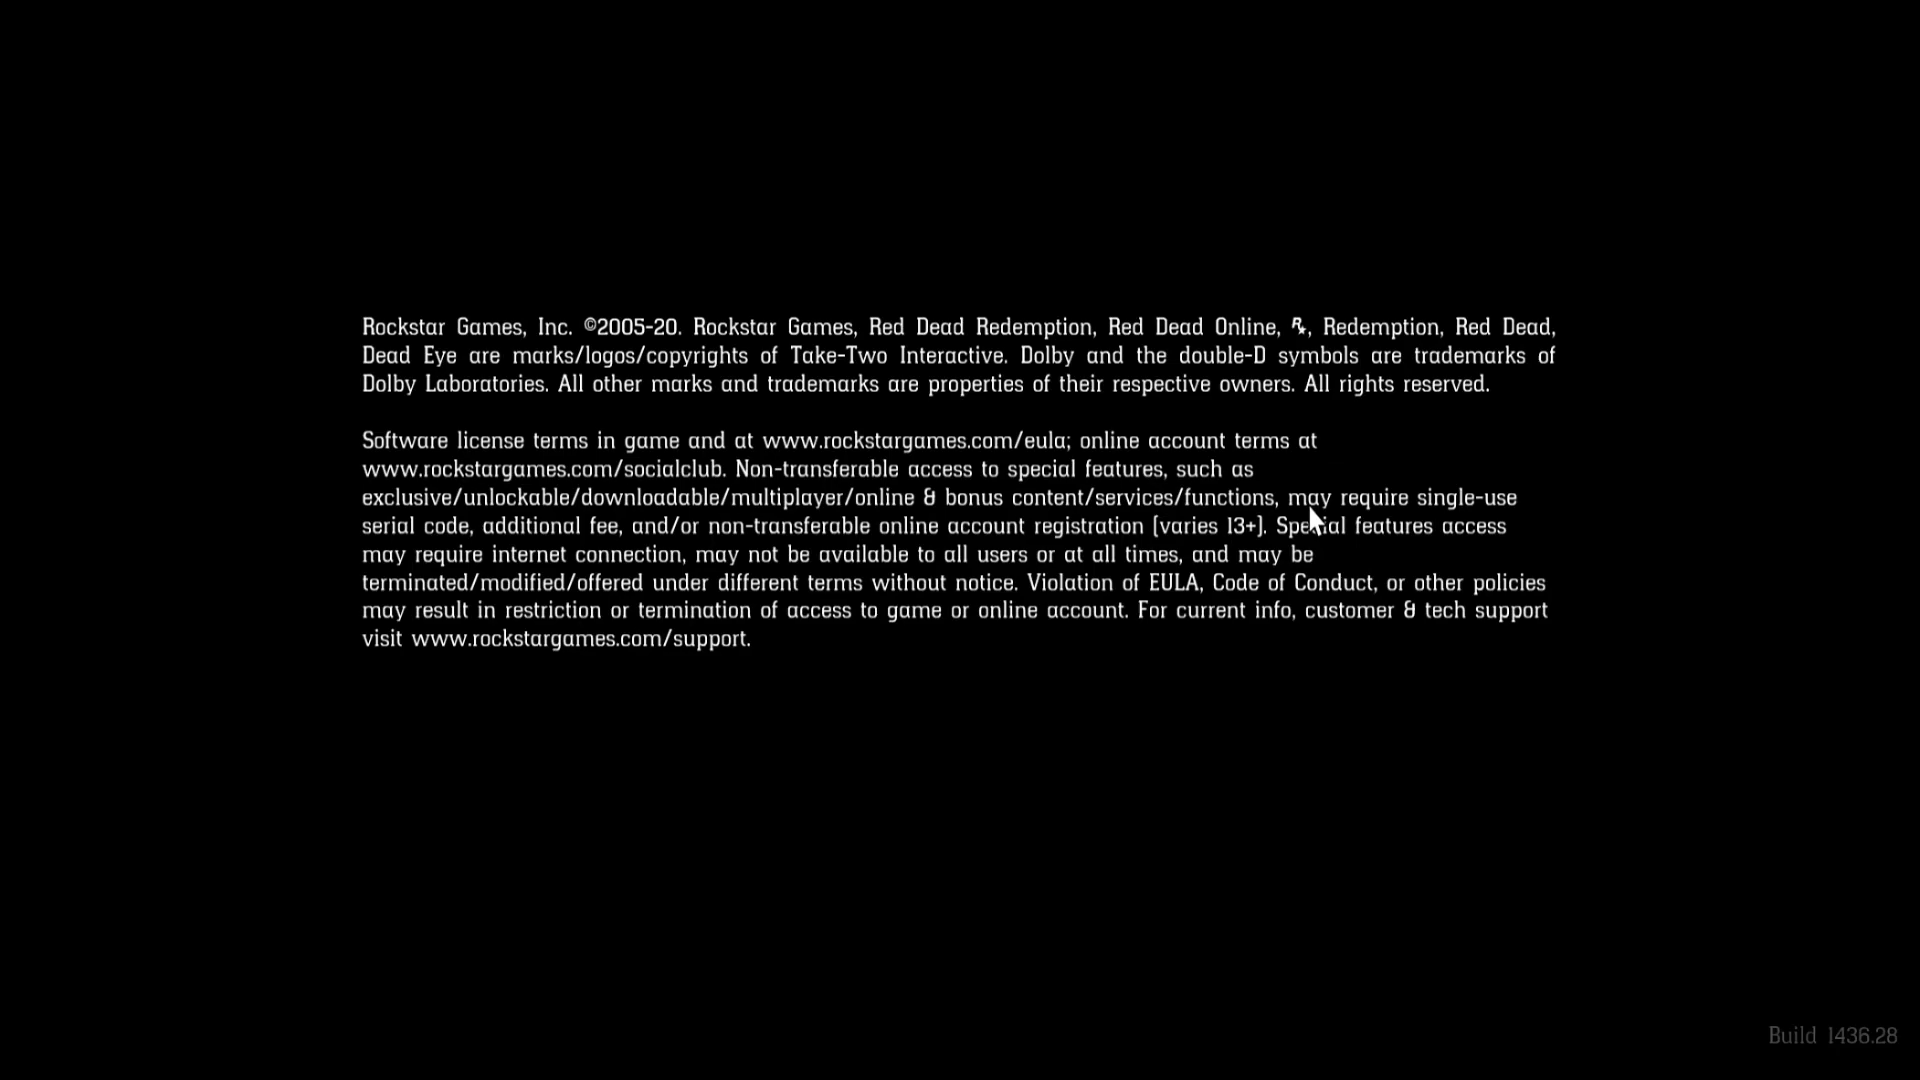 Rockstar Games, Inc. ©2005-20. Rockstar Games, Red Dead Redemption, Red Dead Online, R★, Redemption, Red Dead,
Dead Eye are marks/logos/copyrights of Take-Two Interactive. Dolby and the double-D symbols are trademarks of
Dolby Laboratories. All other marks and trademarks are properties of their respective owners. All rights reserved.
Software license terms in game and at www.rockstargames.com/eula; online account terms at
www.rockstargames.com/socialclub. Non-transferable access to special features, such as
exclusive/unlockable/downloadable/multiplayer/online & bonus content/services/functions, may require single-use
serial code, additional fee, and/or non-transferable online account registration (varies 13+). Special features access
may require internet connection, may not be available to all users or at all times, and may be
terminated/modified/offered under different terms without notice. Violation of EULA, Code of Conduct, or other policies
may result in restriction or termination of access to game or online account. For current info, customer & tech support
visit www.rockstargames.com/support.
Build 1436.28